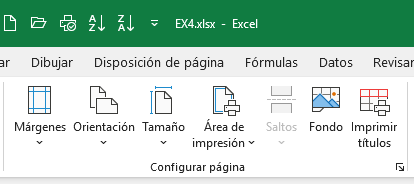 EX4.xlsx - Excel
Dibujar Disposición de página Fórmulas Datos Revisar
Márgenes Orientación Tamaño Área de impresión Saltos Fondo Imprimir títulos
Configurar página